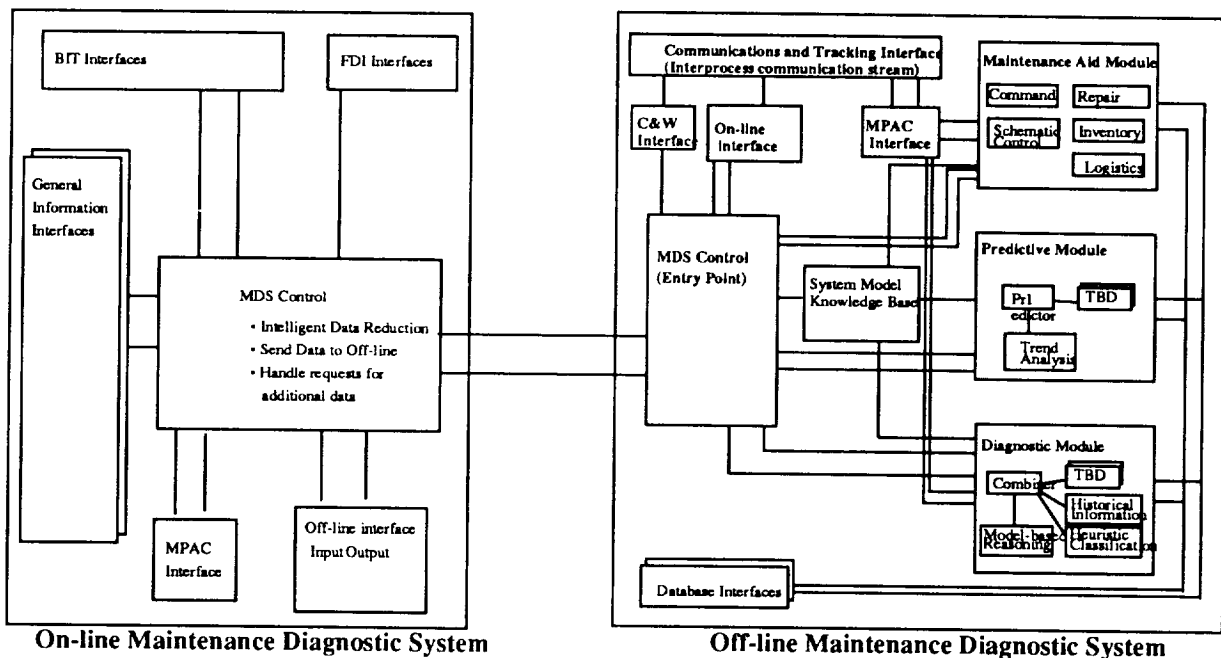 BIT Interfaces
FDI Interfaces
General
Information
Interfaces
MDS Control
• Intelligent Data Reduction
• Send Data to Off-line
• Handle requests for
additional data
MPAC
Interface
Off-line interface
Input Output
On-line Maintenance Diagnostic System
Communications and Tracking Interface
(Interprocess communication stream)
C&W
Interface
On-line
Interface
MPAC
Interface
MDS Control
(Entry Point)
System Model
Knowledge Base
Maintenance Aid Module
Command
Repair
Schematic
Control
Inventory
Logistics
Predictive Module
Pri
edictor
TBD
Trend
Analysis
Diagnostic Module
Combiner
TBD
Historical
Information
Model-based
Reasoning
Heuristic
Classification
Database Interfaces
Off-line Maintenance Diagnostic System